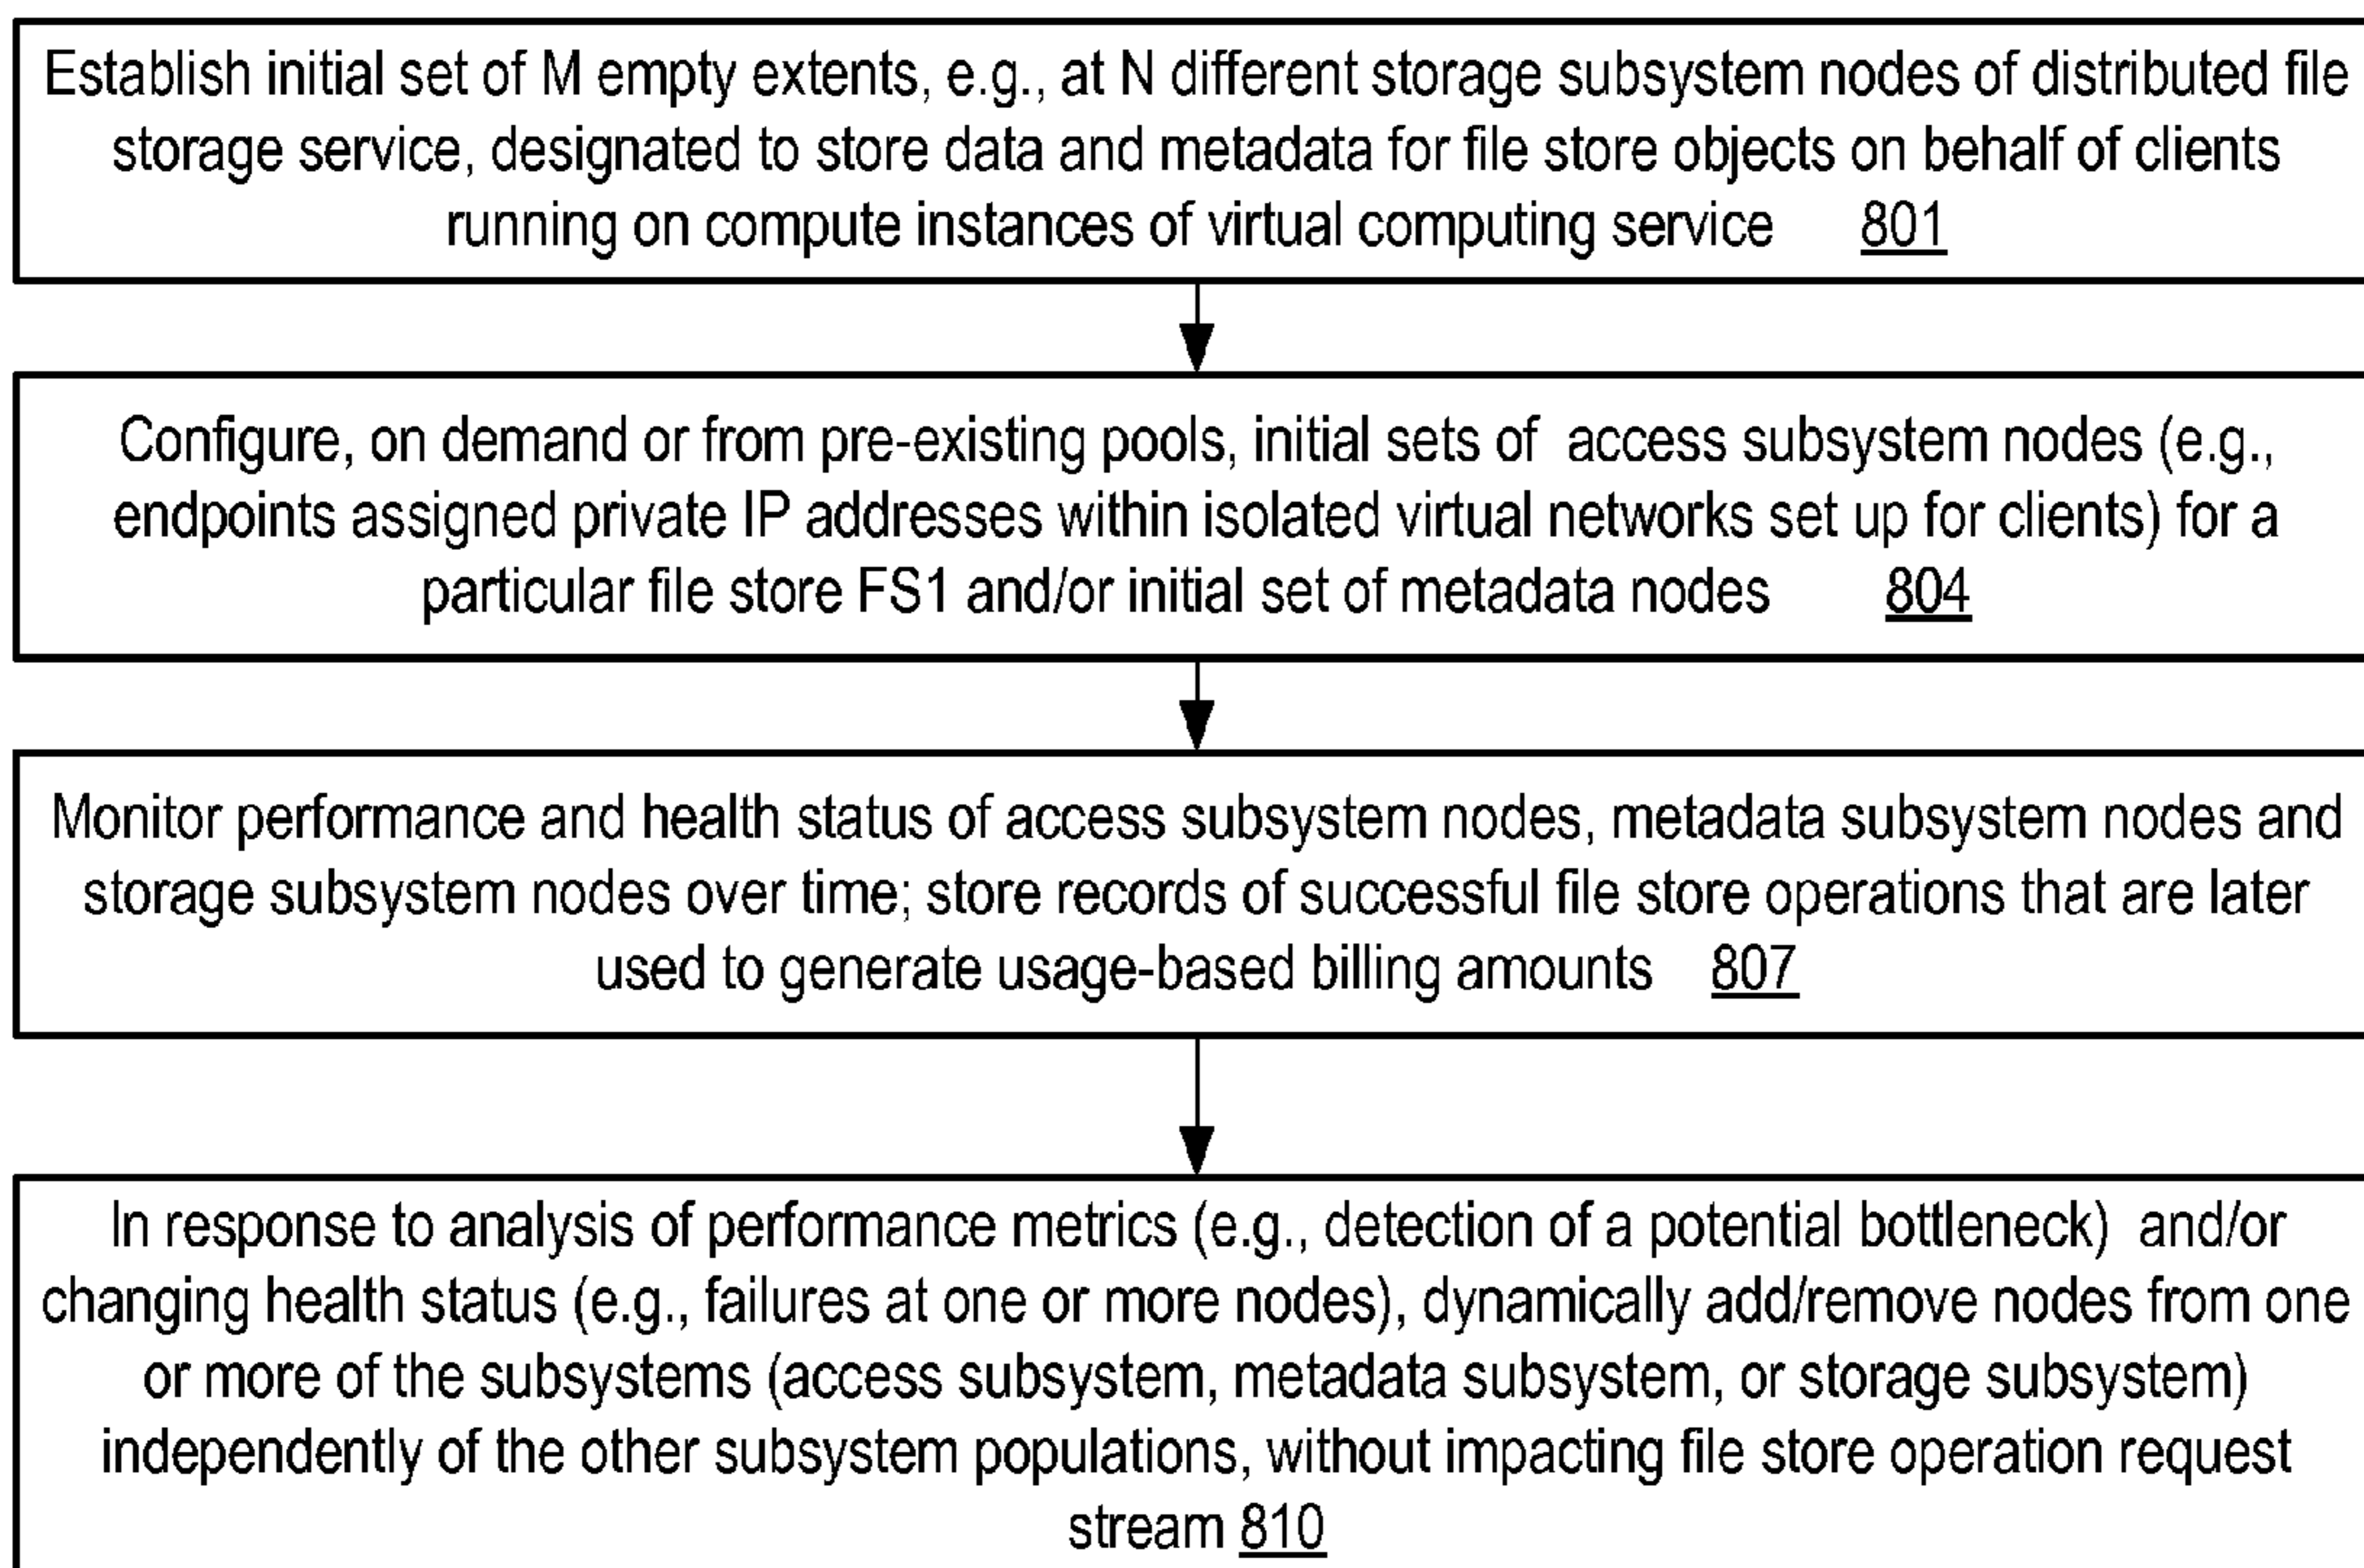 Establish initial set of M empty extents, e.g., at N different storage subsystem nodes of distributed file
storage service, designated to store data and metadata for file store objects on behalf of clients
running on compute instances of virtual computing service 801
Configure, on demand or from pre-existing pools, initial sets of access subsystem nodes (e.g.,
endpoints assigned private IP addresses within isolated virtual networks set up for clients) for a
particular file store FS1 and/or initial set of metadata nodes 804
Monitor performance and health status of access subsystem nodes, metadata subsystem nodes and
storage subsystem nodes over time; store records of successful file store operations that are later
used to generate usage-based billing amounts 807
In response to analysis of performance metrics (e.g., detection of a potential bottleneck) and/or
changing health status (e.g., failures at one or more nodes), dynamically add/remove nodes from one
or more of the subsystems (access subsystem, metadata subsystem, or storage subsystem)
independently of the other subsystem populations, without impacting file store operation request
stream 810